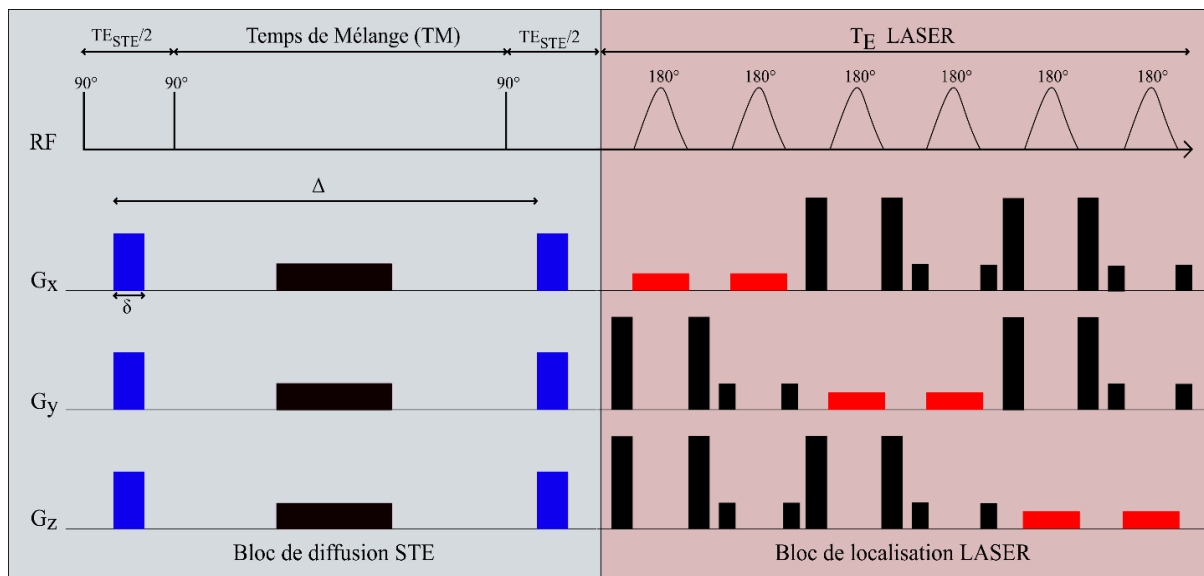 TE_STE/2 Temps de Mélange (TM) TE_STE/2 T_E LASER
90° 90° 90° 180° 180° 180° 180° 180° 180°
RF
Δ
G_x
δ
G_y
G_z
Bloc de diffusion STE Bloc de localisation LASER